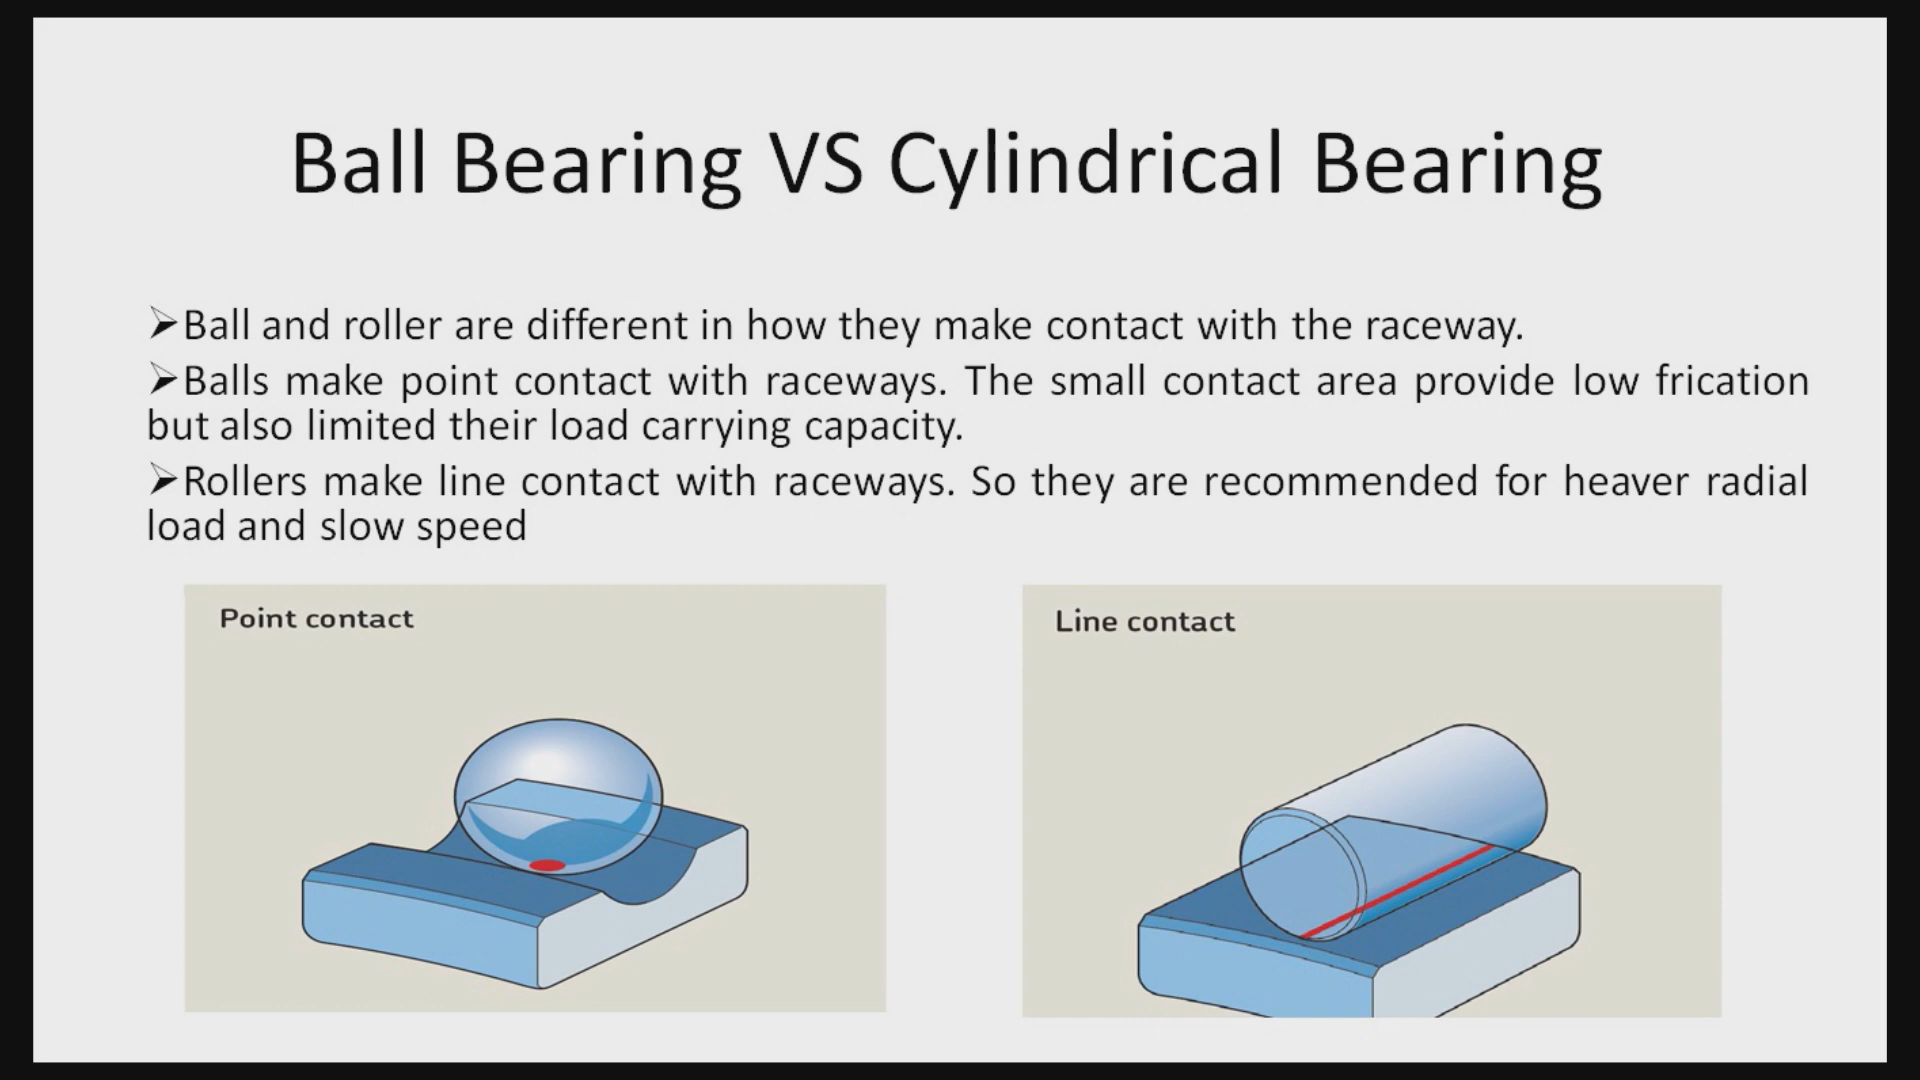 Ball Bearing VS Cylindrical Bearing
➢Ball and roller are different in how they make contact with the raceway.
➢Balls make point contact with raceways. The small contact area provide low frication
but also limited their load carrying capacity.
➢Rollers make line contact with raceways. So they are recommended for heaver radial
load and slow speed
Point contact
Line contact